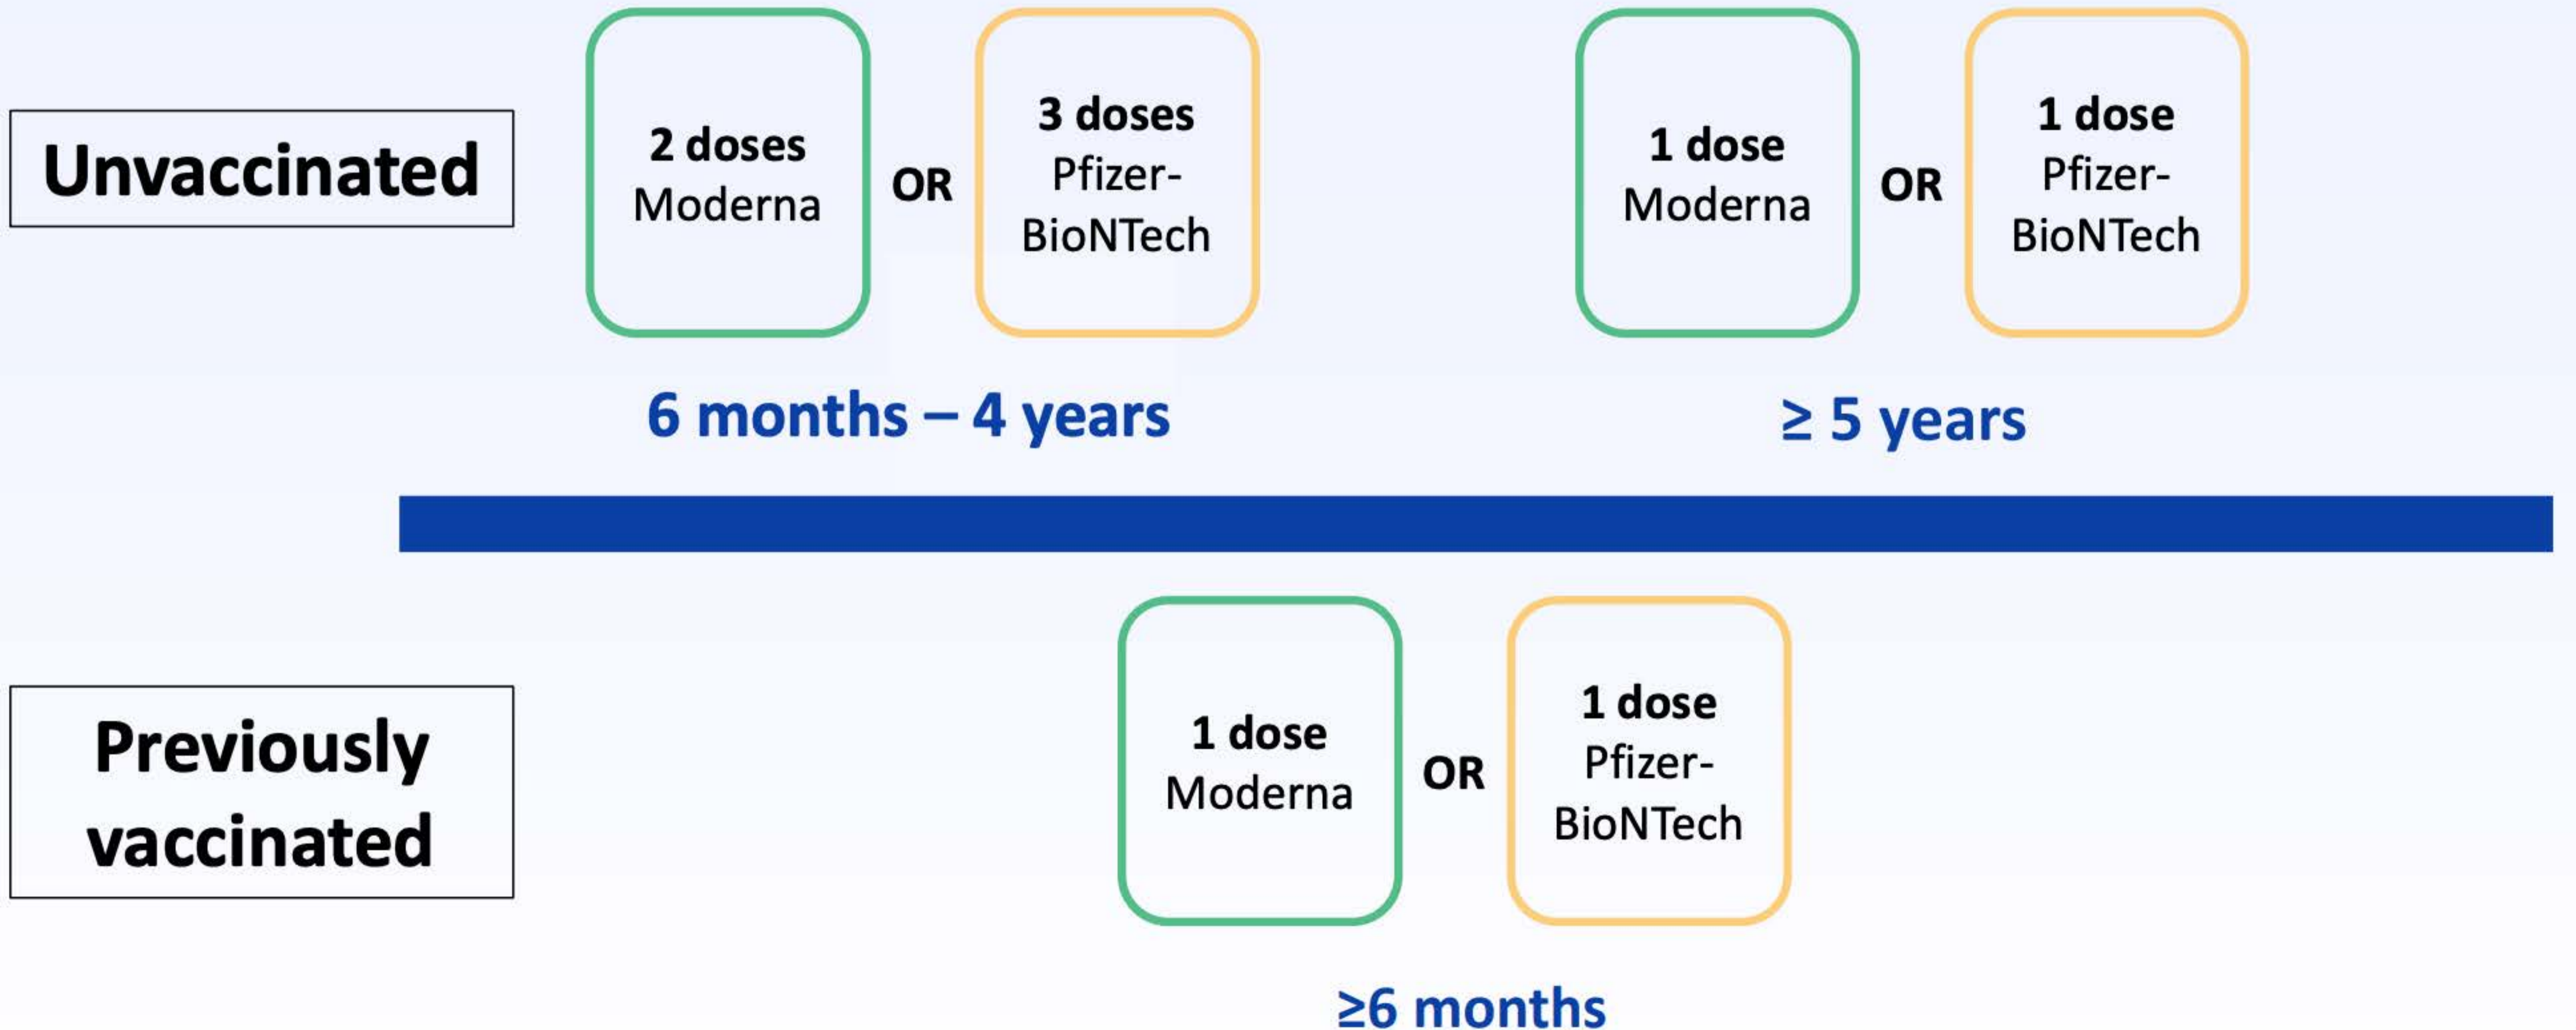 Unvaccinated
2 doses
Moderna
OR
3 doses
Pfizer-
BioNTech
1 dose
Moderna
OR
1 dose
Pfizer-
BioNTech
6 months – 4 years
≥ 5 years
Previously
vaccinated
1 dose
Moderna
OR
1 dose
Pfizer-
BioNTech
≥6 months